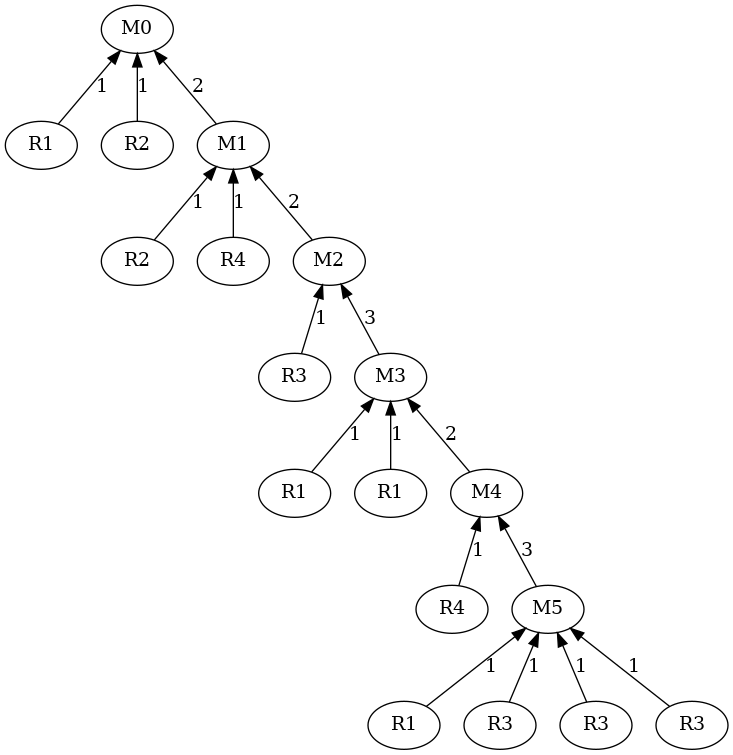 M0
1 1 2
R1 R2 M1
1 1 2
R2 R4 M2
1 3
R3 M3
1 1 2
R1 R1 M4
1 3
R4 M5
1 1 1 1
R1 R3 R3 R3